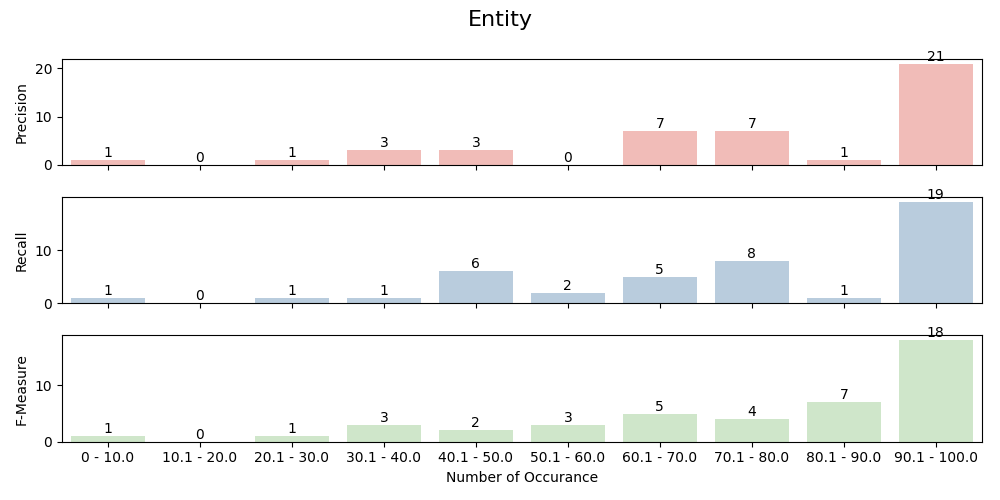 Entity
Precision
20
10
0
1 0 1 3 3 0 7 7 1 21
Recall
10
0
1 0 1 1 6 2 5 8 1 19
F-Measure
10
0
1 0 1 3 2 3 5 4 7 18
0 - 10.0 10.1 - 20.0 20.1 - 30.0 30.1 - 40.0 40.1 - 50.0 50.1 - 60.0 60.1 - 70.0 70.1 - 80.0 80.1 - 90.0 90.1 - 100.0
Number of Occurance